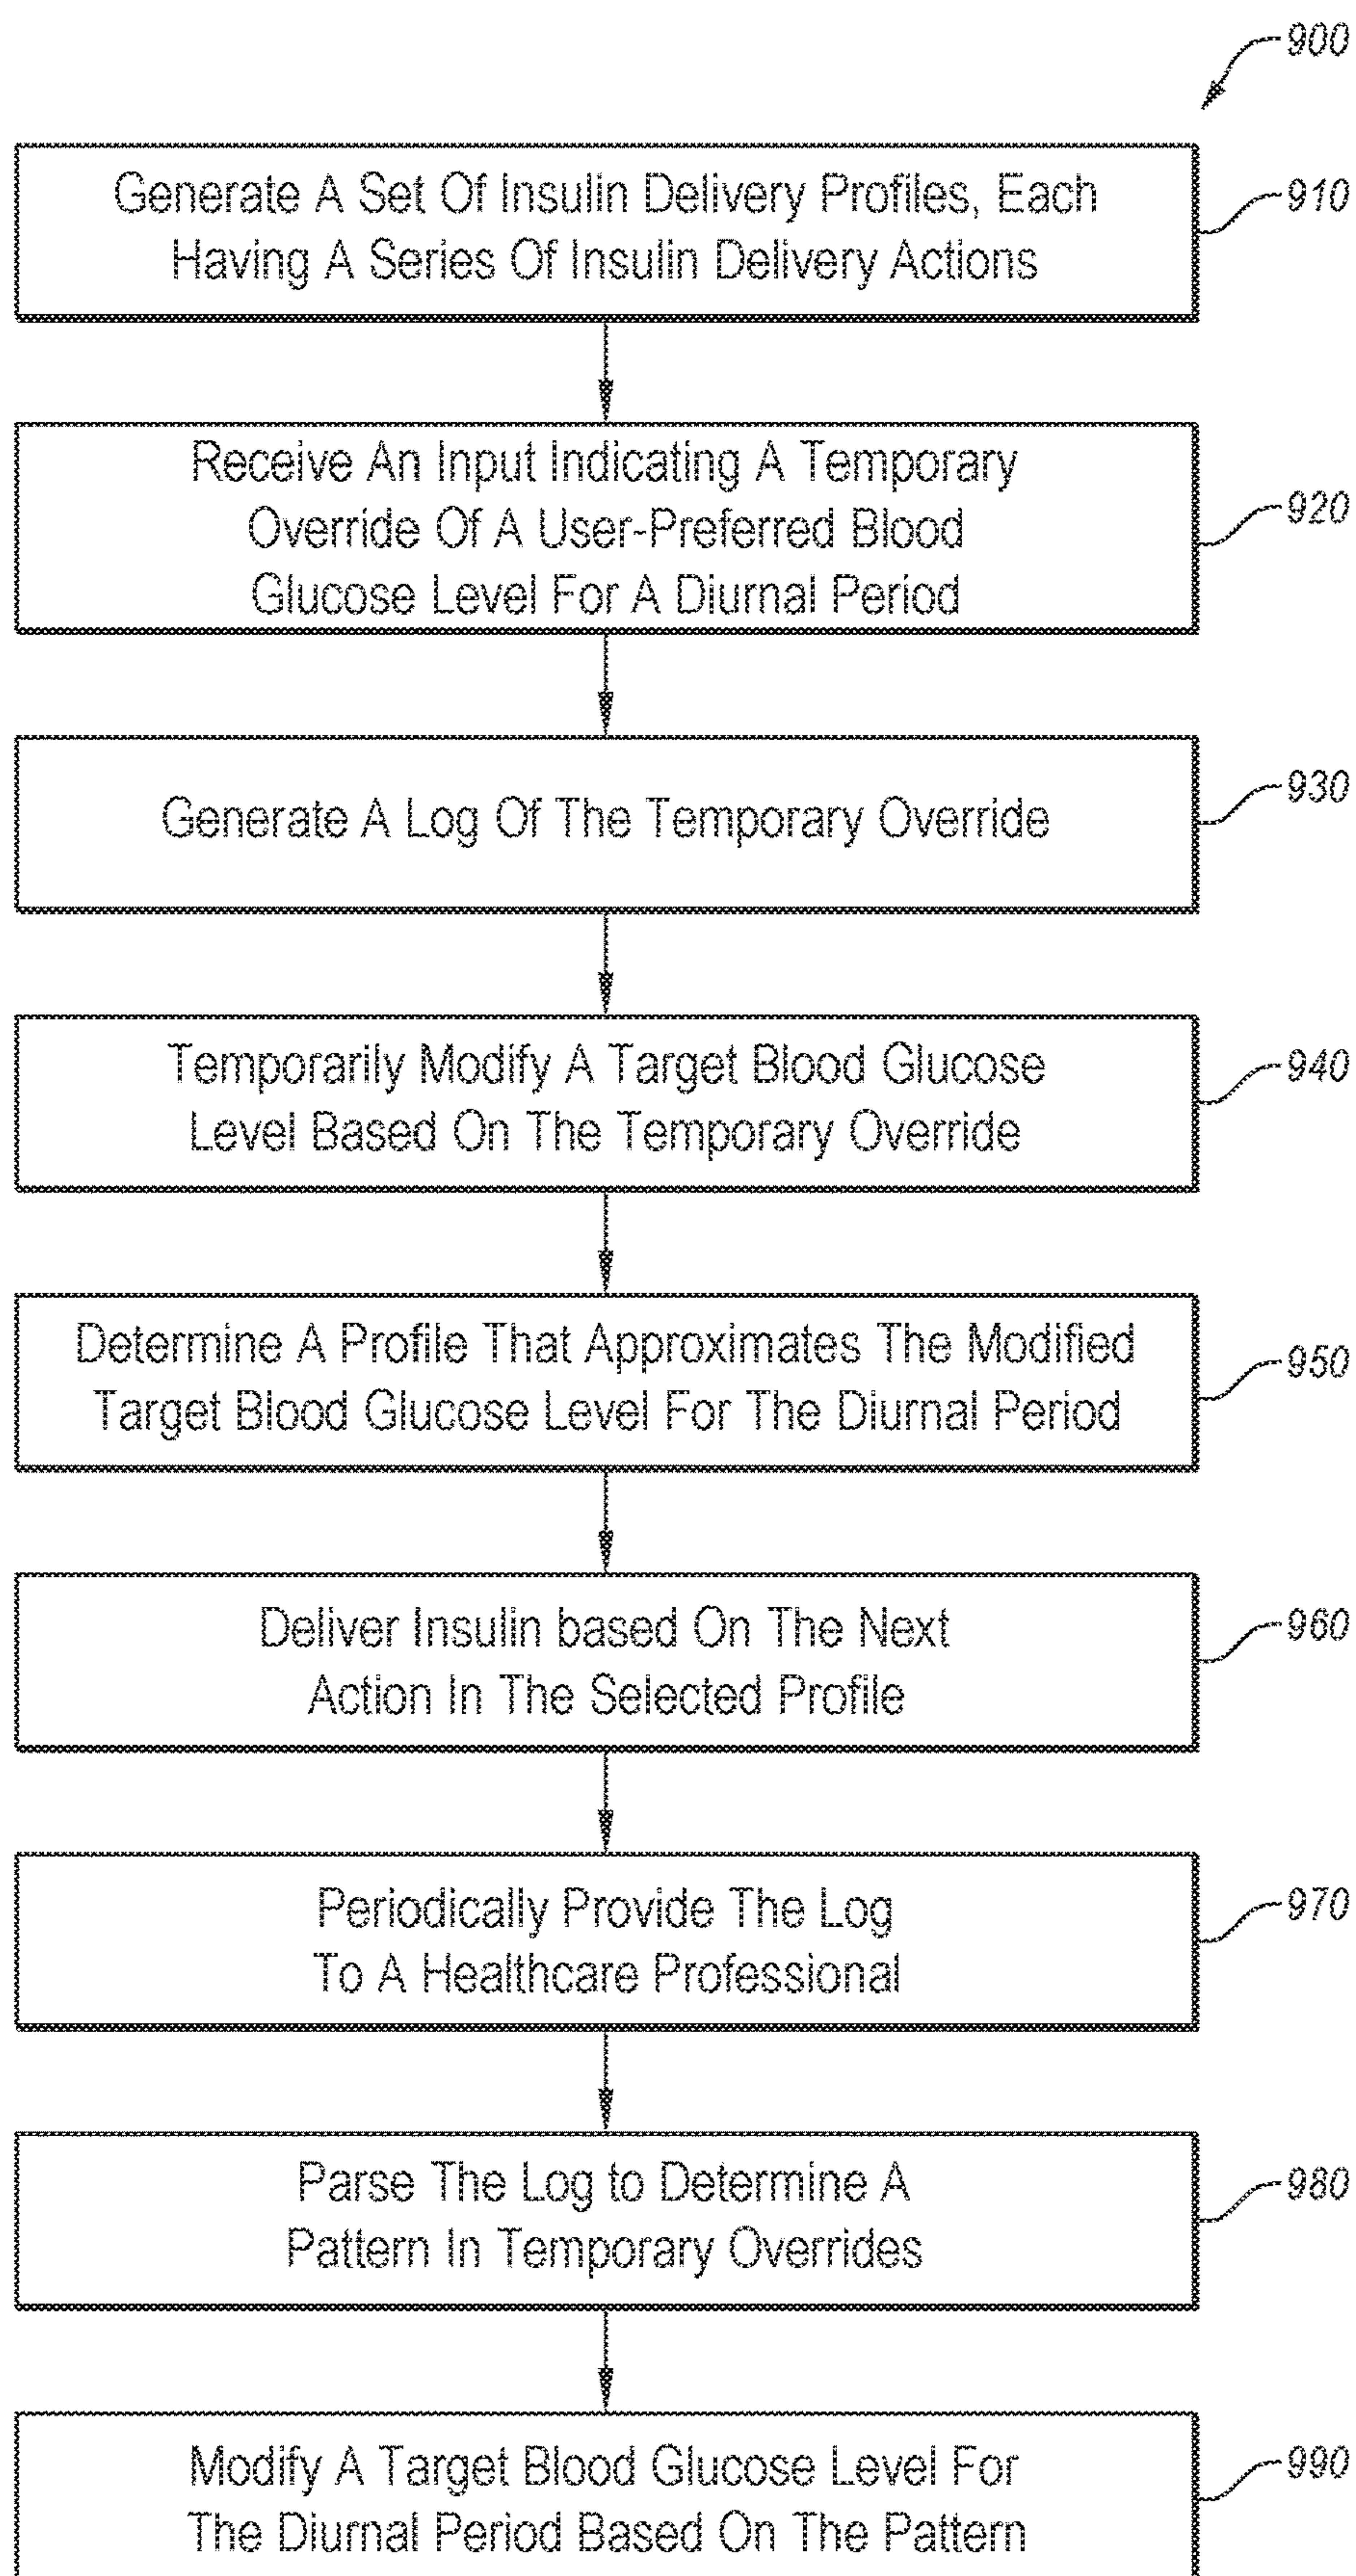 900
Generate A Set Of Insulin Delivery Profiles, Each
Having A Series Of Insulin Delivery Actions
910
Receive An Input Indicating A Temporary
Override Of A User-Preferred Blood
Glucose Level For A Diurnal Period
920
Generate A Log Of The Temporary Override
930
Temporarily Modify A Target Blood Glucose
Level Based On The Temporary Override
940
Determine A Profile That Approximates The Modified
Target Blood Glucose Level For The Diurnal Period
950
Deliver Insulin based On The Next
Action In The Selected Profile
960
Periodically Provide The Log
To A Healthcare Professional
970
Parse The Log to Determine A
Pattern In Temporary Overrides
980
Modify A Target Blood Glucose Level For
The Diurnal Period Based On The Pattern
990